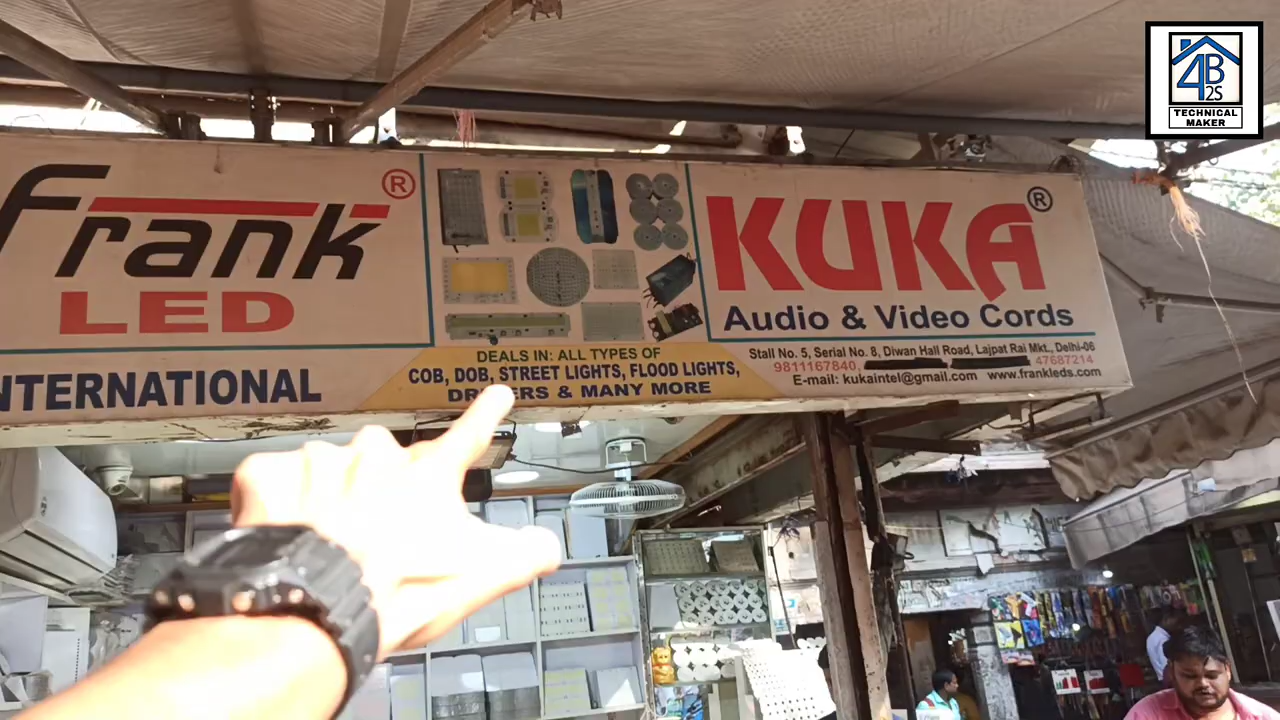 Frank ®
LED
INTERNATIONAL
DEALS IN: ALL TYPES OF
COB, DOB, STREET LIGHTS, FLOOD LIGHTS,
& MANY MORE
KUKA ®
Audio & Video Cords
Stall No. 5, Serial No. 8, Diwan Hall Road, Lajpat Rai Mkt., Delhi-06
9811167840, 47687214
E-mail: kukaintel@gmail.com www.frankleds.com
4B
2S
TECHNICAL
MAKER